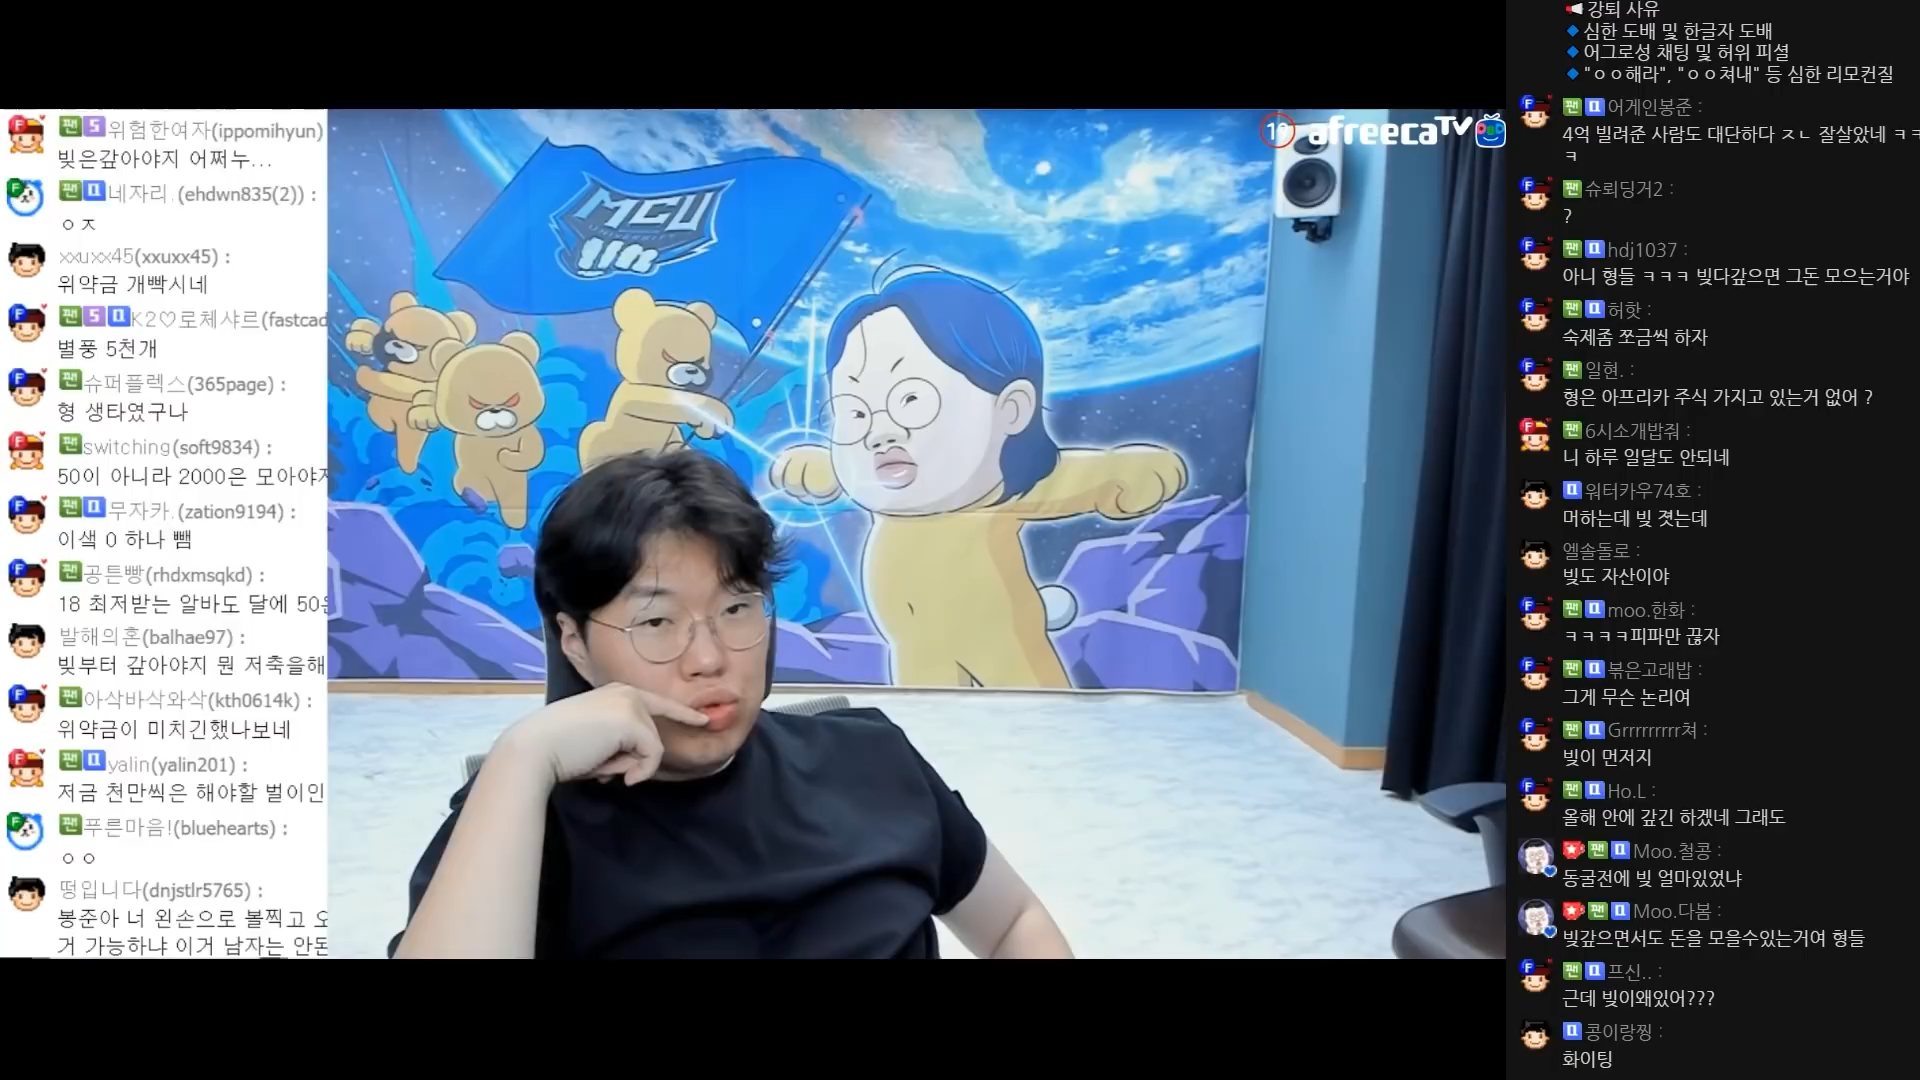 위험한여자(ippomihyun)
빚은갚아야지 어쩌누...
네자리.(ehdwn835(2)) :
ㅇㅈ
xxuxx45(xxuxx45) :
위약금 개빡시네
K2♡로체샤르(fastcad
별풍 5천개
슈퍼플렉스(365page) :
형 생타였구나
switching(soft9834) :
50이 아니라 2000은 모아야지
무자카.(zation9194) :
이색 0 하나 뺌
공튼빵(rhdxmsqkd) :
18 최저받는 알바도 달에 50은
발해의혼(balhae97) :
빚부터 갚아야지 뭔 저축을해
아삭바삭와삭(kth0614k) :
위약금이 미치긴했나보네
yalin(yalin201) :
저금 천만씩은 해야할 벌이인
푸른마음!(bluehearts) :
ㅇㅇ
떵입니다(dnjstlr5765) :
봉준아 너 왼손으로 볼찍고 오
거 가능하냐 이거 남자는 안된
MCU
19 afreecaTV
강퇴 사유
심한 도배 및 한글자 도배
어그로성 채팅 및 허위 피셜
"ㅇㅇ해라", "ㅇㅇ쳐내" 등 심한 리모컨질
팬 어게인봉준 :
4억 빌러준 사람도 대단하다 ㅈㄴ 잘살았네 ㅋㅋ
ㅋ
팬 슈뢰딩거2 :
?
팬 hdj1037 :
아니 형들 ㅋㅋㅋ 빚다갚으면 그돈 모으는거야
팬 허핫 :
숙제좀 쪼금씩 하자
팬 일현. :
형은 아프리카 주식 가지고 있는거 없어 ?
팬 6시소개밥줘 :
니 하루 일달도 안되네
워터카우74호 :
머하는데 빚 졋는데
엘솔돌로 :
빚도 자산이야
팬 moo.한화 :
ㅋㅋㅋㅋ피파만 끊자
팬 볶은고래밥 :
그게 무슨 논리여
팬 Grrrrrrrrr쳐 :
빚이 먼저지
팬 Ho.L :
올해 안에 갚긴 하겠네 그래도
팬 Moo.철콩 :
동굴전에 빚 얼마있었냐
팬 Moo.다봄 :
빚갚으면서도 돈을 모을수있는거여 형들
팬 프신.. :
근데 빚이왜있어???
콩이랑찡 :
화이팅